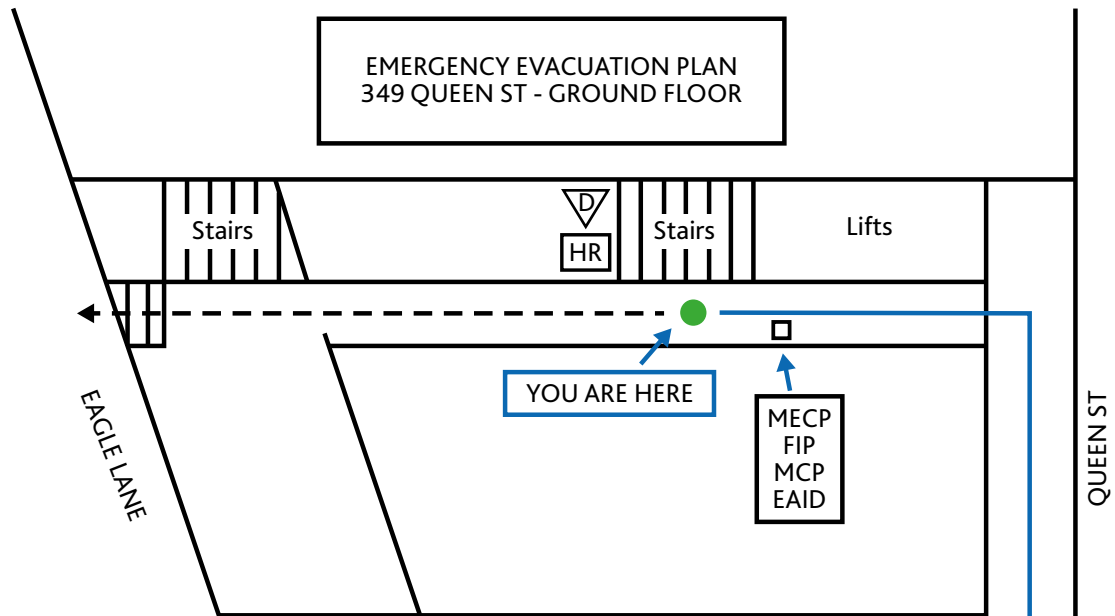 EMERGENCY EVACUATION PLAN
349 QUEEN ST - GROUND FLOOR
Stairs
D
HR
Stairs
Lifts
YOU ARE HERE
MECP
FIP
MCP
EAID
EAGLE LANE
QUEEN ST